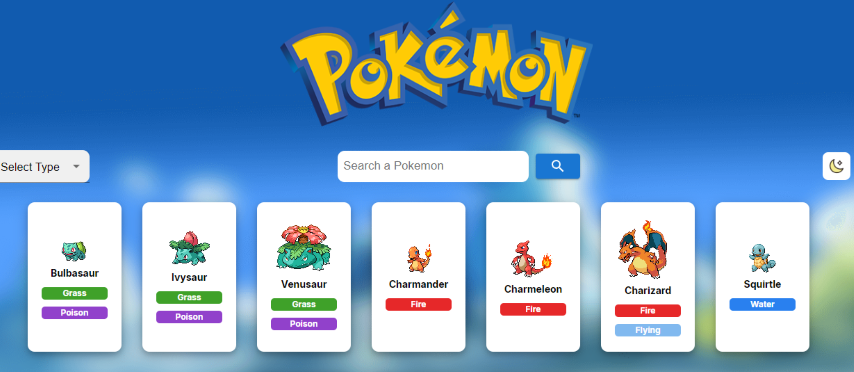 POKéMON
Select Type
Search a Pokemon
Bulbasaur
Grass
Poison
Ivysaur
Grass
Poison
Venusaur
Grass
Poison
Charmander
Fire
Charmeleon
Fire
Charizard
Fire
Flying
Squirtle
Water